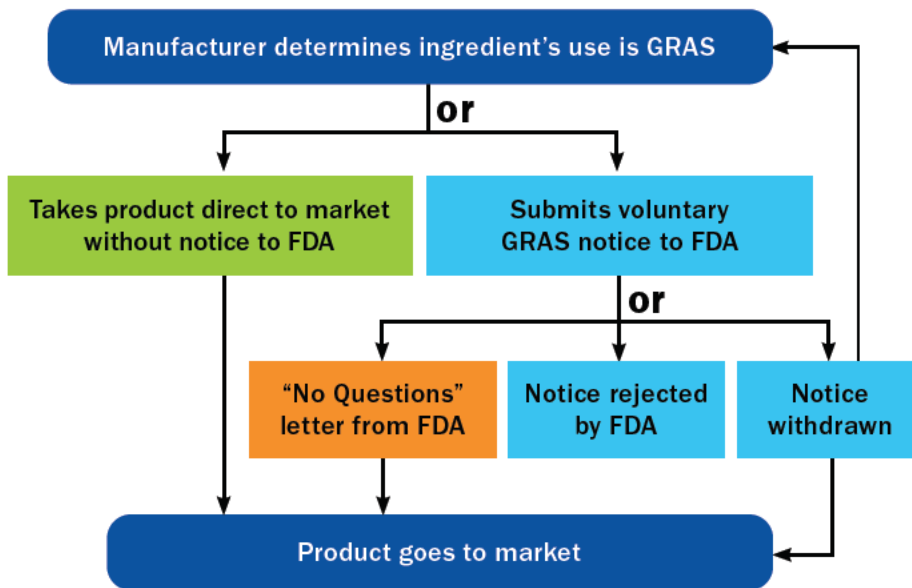 Manufacturer determines ingredient’s use is GRAS
or
Takes product direct to market
without notice to FDA
Submits voluntary
GRAS notice to FDA
or
“No Questions”
letter from FDA
Notice rejected
by FDA
Notice
withdrawn
Product goes to market